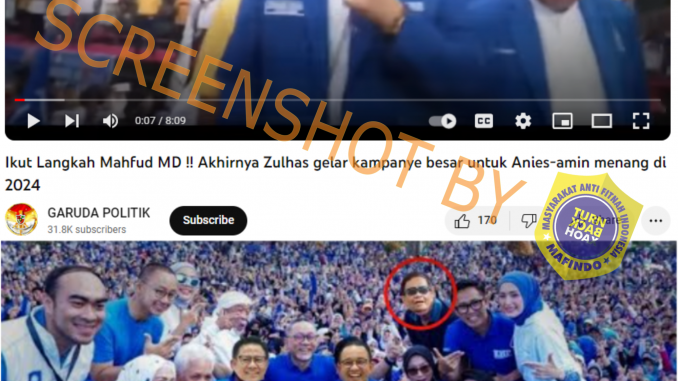 SCREENSHOT BY
0:07 / 8:09
CC
Ikut Langkah Mahfud MD !! Akhirnya Zulhas gelar kampanye besar untuk Anies-amin menang di
2024
GARUDA POLITIK
31.8K subscribers
Subscribe
170
MASYARAKAT ANTI FITNAH INDONESIA
TURN
BACK
HOAX
MAFINDO